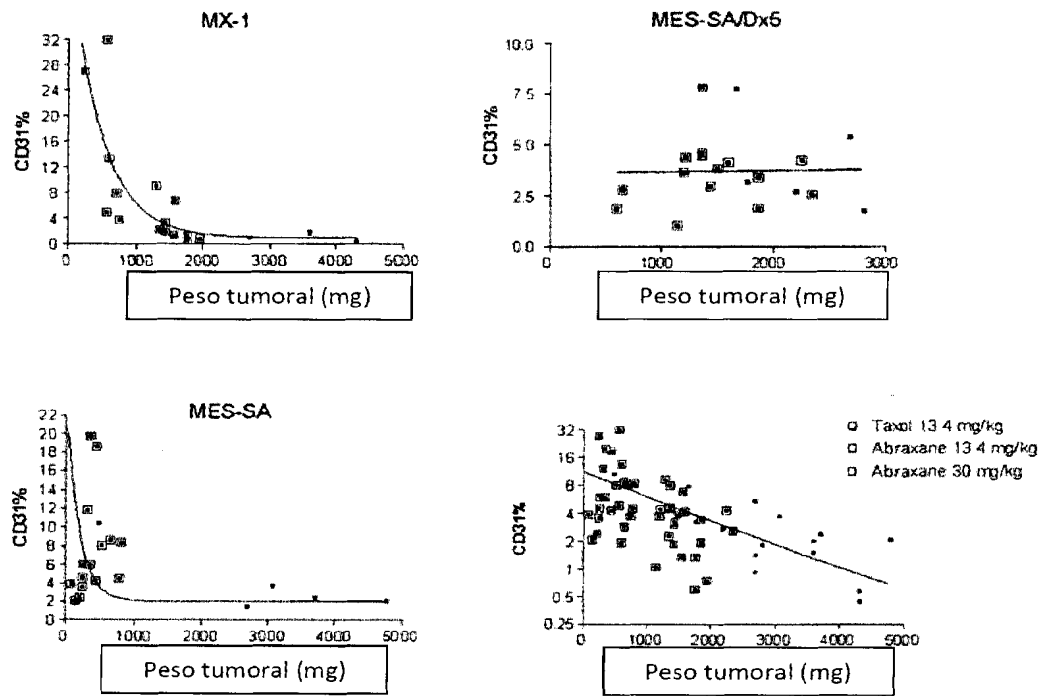 MX-1
CD31%
32
28
24
20
16
12
8
4
0
0 1000 2000 3000 4000 5000
Peso tumoral (mg)
MES-SA/Dx5
CD31%
10.0
7.5
5.0
2.5
0.0
0 1000 2000 3000
Peso tumoral (mg)
MES-SA
CD31%
22
20
18
16
14
12
10
8
6
4
2
0
0 1000 2000 3000 4000 5000
Peso tumoral (mg)
CD31%
32
16
8
4
2
1
0.5
0.25
0 1000 2000 3000 4000 5000
Peso tumoral (mg)
Taxol 13.4 mg/kg
Abraxane 13.4 mg/kg
Abraxane 30 mg/kg